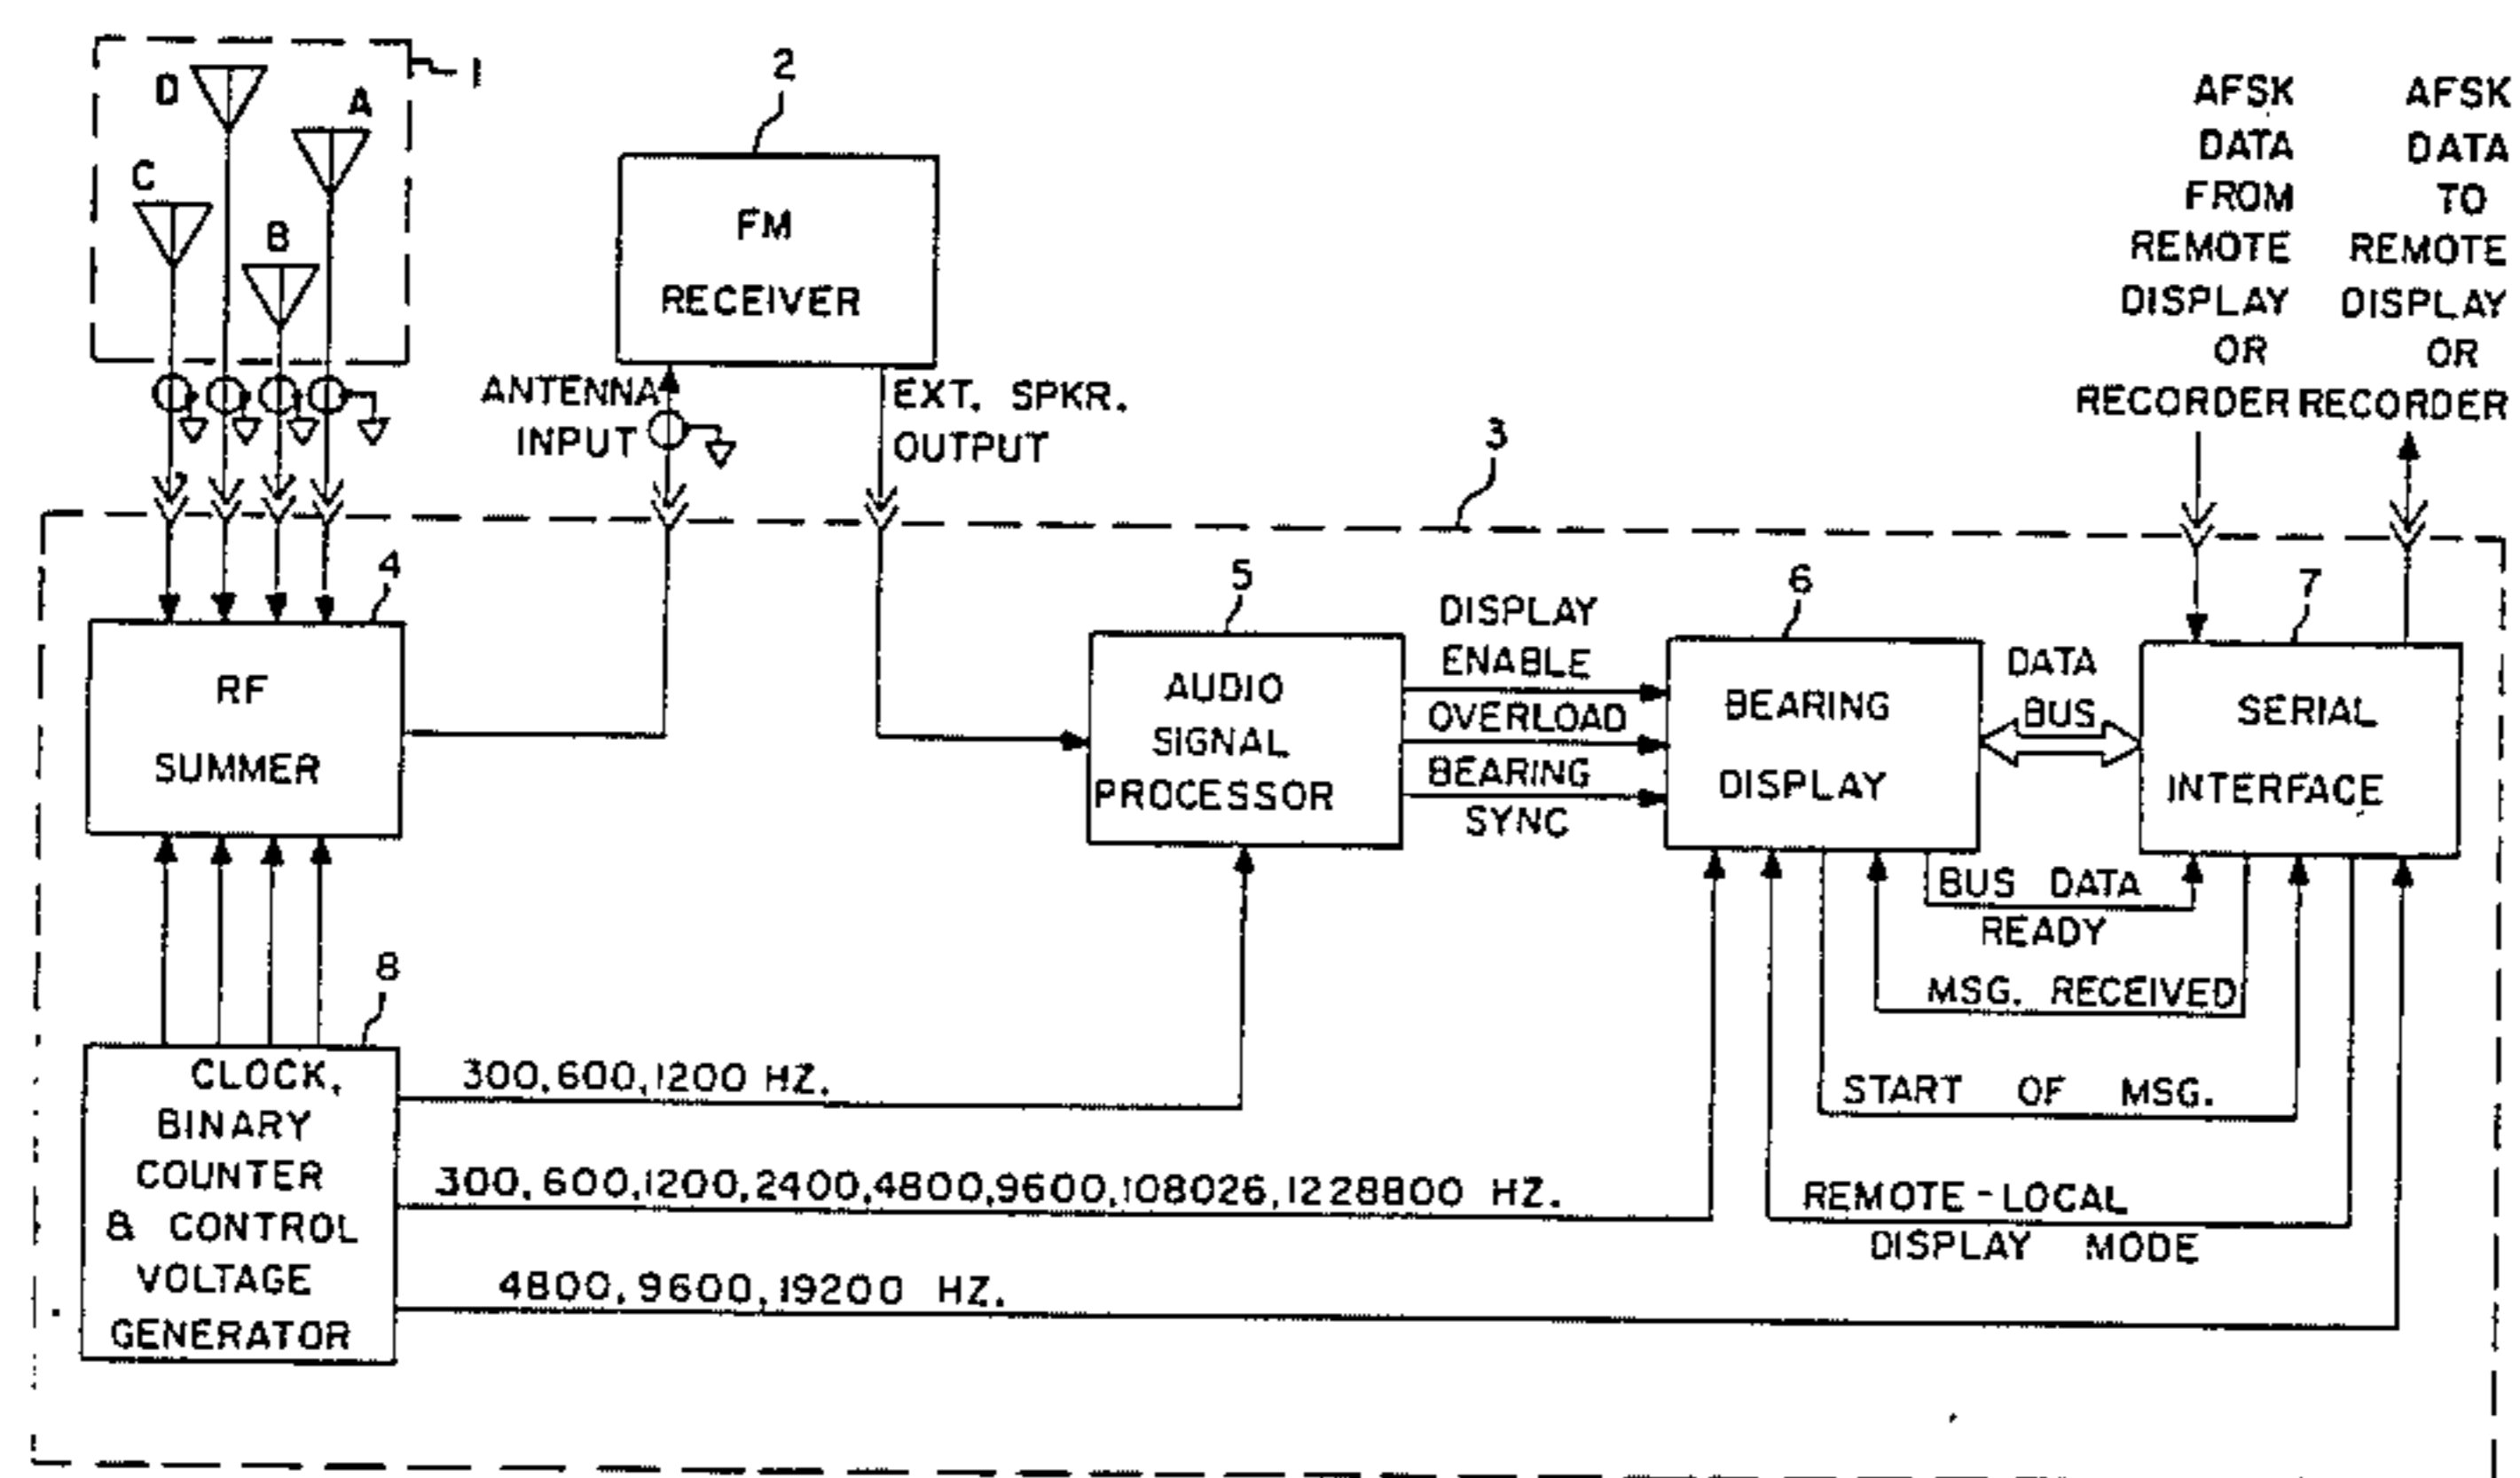 1
D
A
C
B
2
FM
RECEIVER
ANTENNA
INPUT
EXT. SPKR.
OUTPUT
AFSK
DATA
FROM
REMOTE
DISPLAY
OR
RECORDER
AFSK
DATA
TO
REMOTE
DISPLAY
OR
RECORDER
3
4
RF
SUMMER
5
AUDIO
SIGNAL
PROCESSOR
DISPLAY
ENABLE
OVERLOAD
BEARING
SYNC
6
BEARING
DISPLAY
DATA
BUS
7
SERIAL
INTERFACE
BUS DATA
READY
MSG. RECEIVED
START OF MSG.
REMOTE-LOCAL
DISPLAY MODE
8
CLOCK,
BINARY
COUNTER
& CONTROL
VOLTAGE
GENERATOR
300,600,1200 HZ.
300,600,1200,2400,4800,9600,108026,1228800 HZ.
4800,9600,19200 HZ.